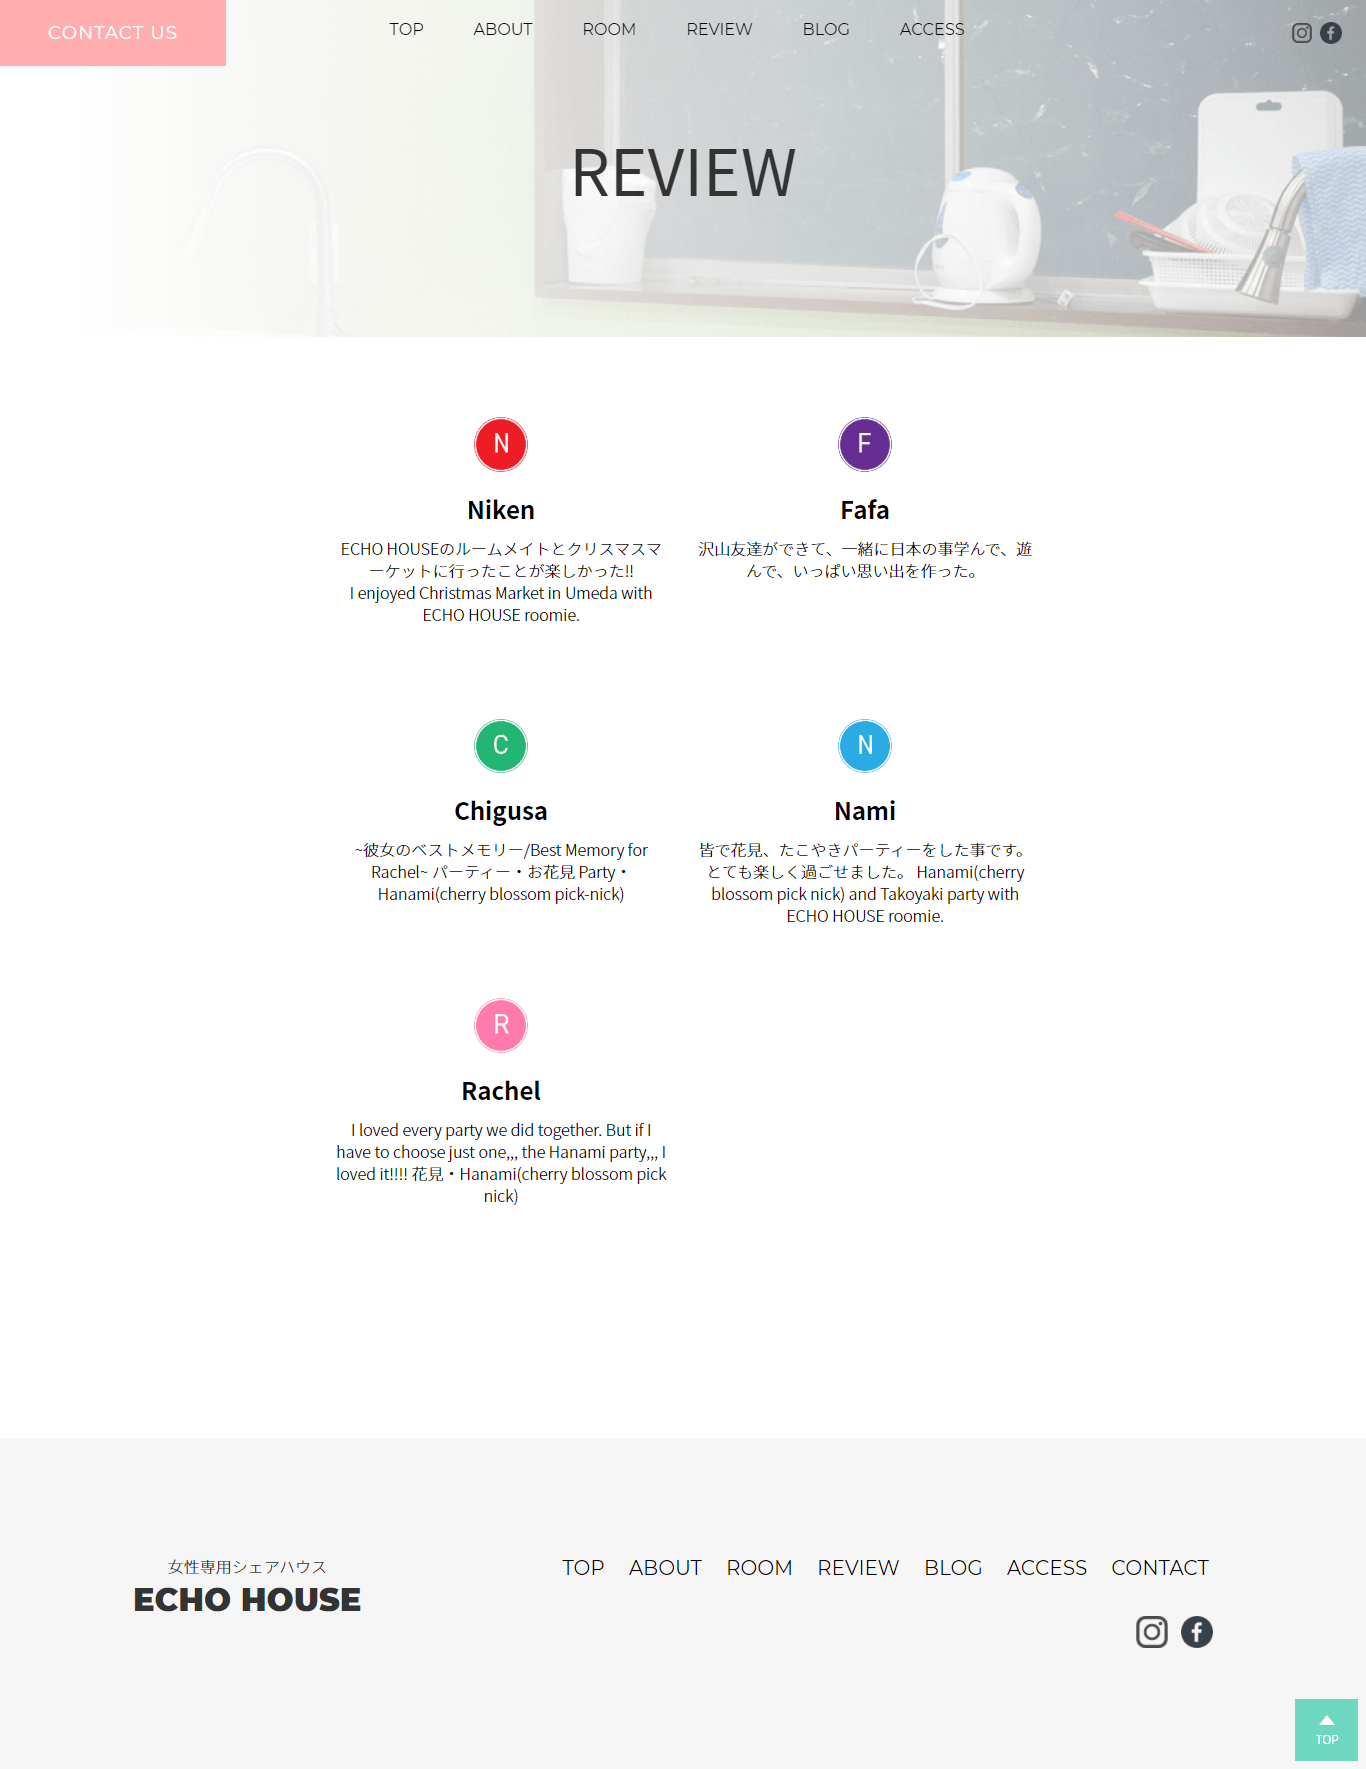 CONTACT US
TOP ABOUT ROOM REVIEW BLOG ACCESS
REVIEW
N
Niken
ECHO HOUSEのルームメイトとクリスマスマ
ーケットに行ったことが楽しかった!!
I enjoyed Christmas Market in Umeda with
ECHO HOUSE roomie.
F
Fafa
沢山友達ができて、一緒に日本の事学んで、遊
んで、いっぱい思い出を作った。
C
Chigusa
~彼女のベストメモリー/Best Memory for
Rachel~ パーティー・お花見 Party・
Hanami(cherry blossom pick-nick)
N
Nami
皆で花見、たこやきパーティーをした事です。
とても楽しく過ごせました。 Hanami(cherry
blossom pick nick) and Takoyaki party with
ECHO HOUSE roomie.
R
Rachel
I loved every party we did together. But if I
have to choose just one,,, the Hanami party,,, I
loved it!!!! 花見・Hanami(cherry blossom pick
nick)
女性専用シェアハウス
ECHO HOUSE
TOP ABOUT ROOM REVIEW BLOG ACCESS CONTACT
TOP